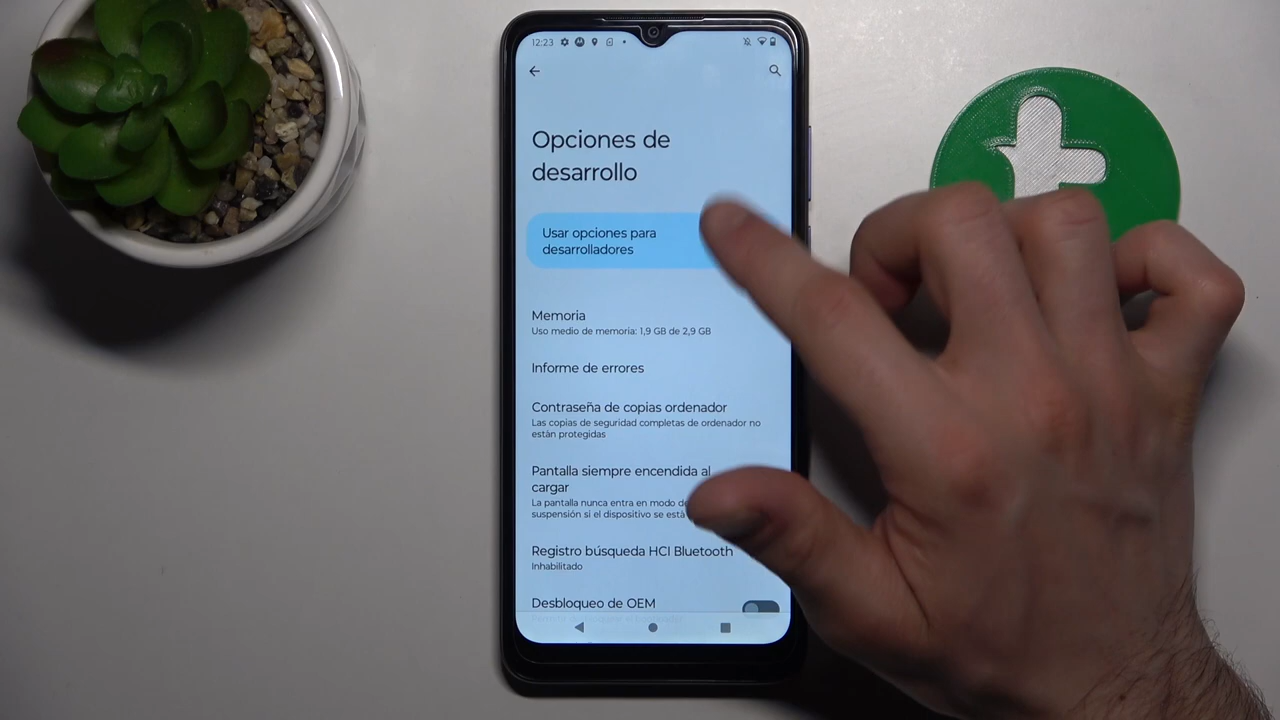 12:23
Opciones de
desarrollo
Usar opciones para
desarrolladores
Memoria
Uso medio de memoria: 1,9 GB de 2,9 GB
Informe de errores
Contraseña de copias ordenador
Las copias de seguridad completas de ordenador no
están protegidas
Pantalla siempre encendida al
cargar
La pantalla nunca entra en modo de
suspensión si el dispositivo se está
Registro búsqueda HCI Bluetooth
Inhabilitado
Desbloqueo de OEM